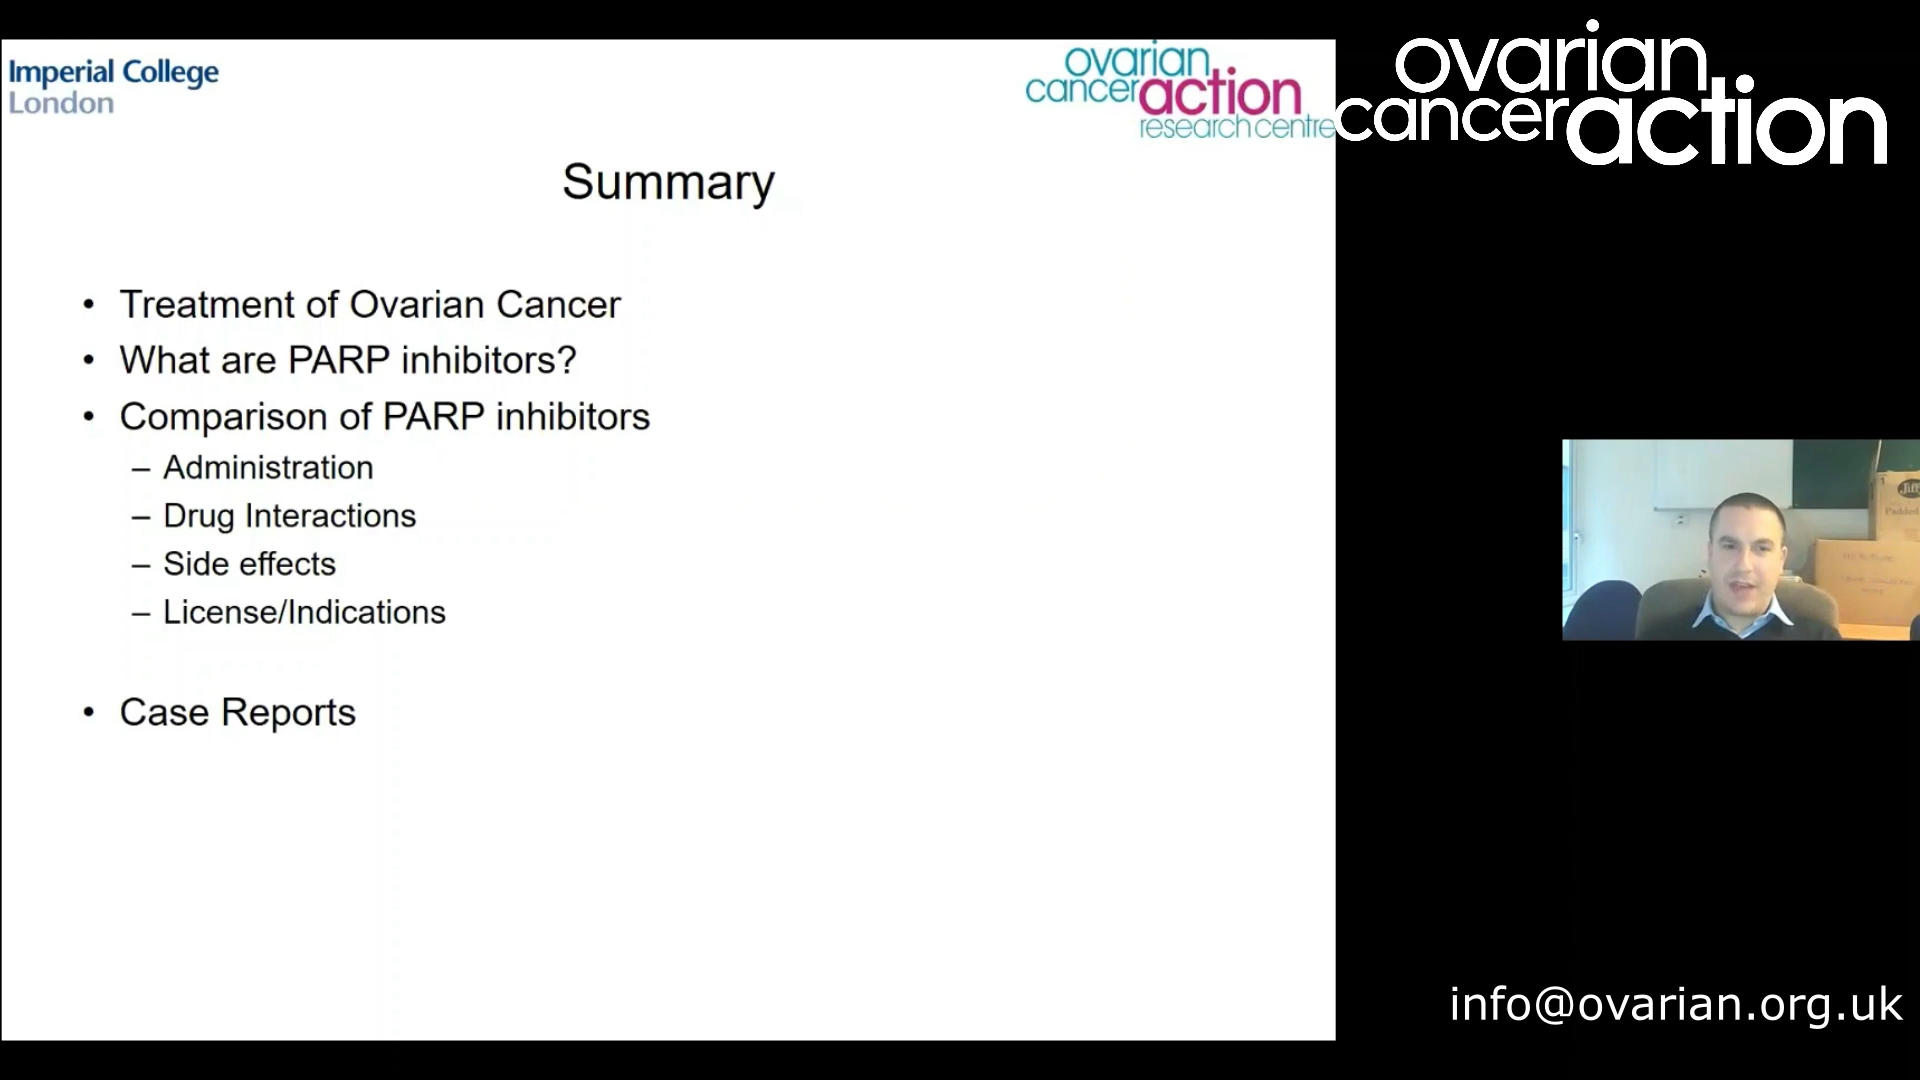 Imperial College
London
ovarian
cancer action
research centre
ovarian
cancer action
Summary
• Treatment of Ovarian Cancer
• What are PARP inhibitors?
• Comparison of PARP inhibitors
– Administration
– Drug Interactions
– Side effects
– License/Indications
• Case Reports
Padded
info@ovarian.org.uk